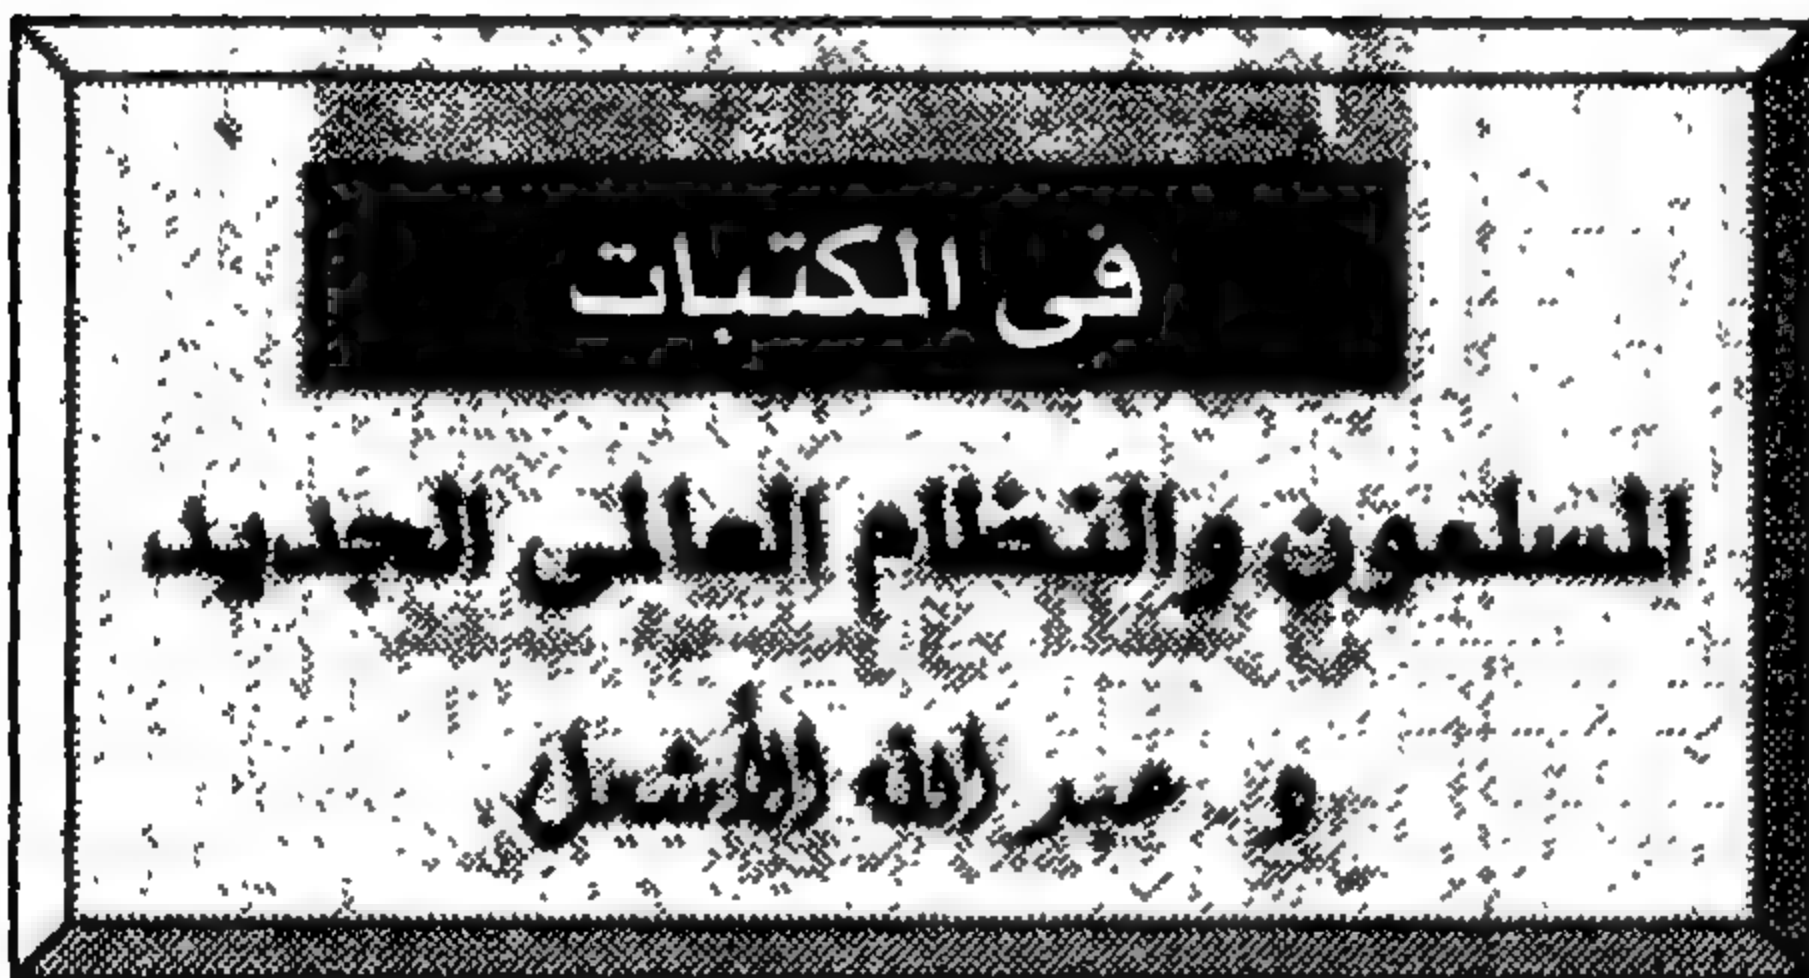 فى المكتبات
المسلمون والنظام العالمى الجديد
د. عبد الله الأشعل